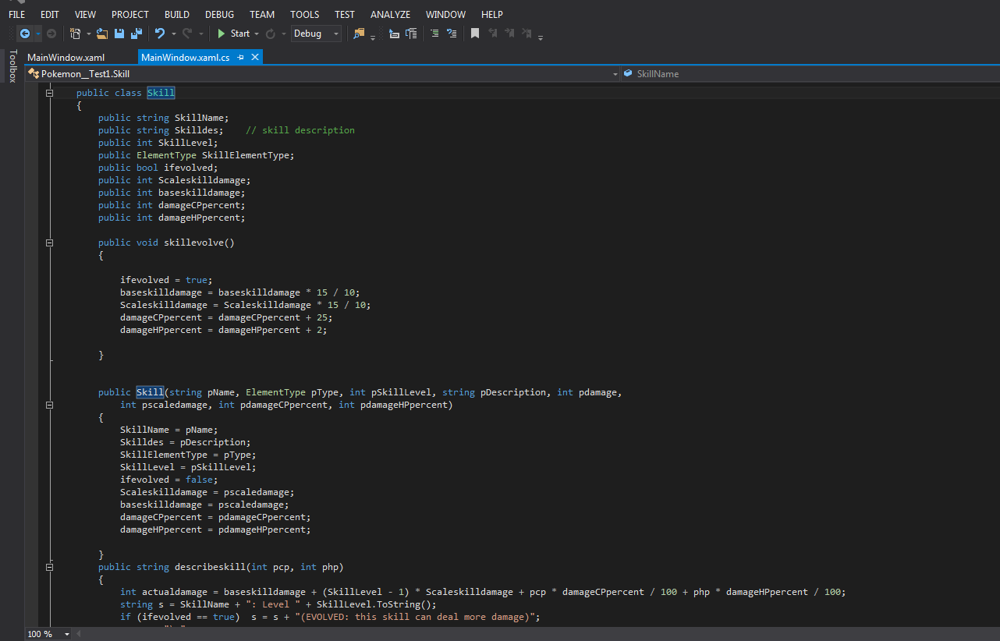 FILE EDIT VIEW PROJECT BUILD DEBUG TEAM TOOLS TEST ANALYZE WINDOW HELP
Start Debug
Toolbox
MainWindow.xaml MainWindow.xaml.cs
Pokemon__Test1.Skill SkillName
public class Skill
{
public string SkillName;
public string Skilldes; // skill description
public int SkillLevel;
public ElementType SkillElementType;
public bool ifevolved;
public int Scaleskilldamage;
public int baseskilldamage;
public int damageCPpercent;
public int damageHPpercent;
public void skillevolve()
{
ifevolved = true;
baseskilldamage = baseskilldamage * 15 / 10;
Scaleskilldamage = Scaleskilldamage * 15 / 10;
damageCPpercent = damageCPpercent + 25;
damageHPpercent = damageHPpercent + 2;
}
public Skill(string pName, ElementType pType, int pSkillLevel, string pDescription, int pdamage,
int pscaledamage, int pdamageCPpercent, int pdamageHPpercent)
{
SkillName = pName;
Skilldes = pDescription;
SkillElementType = pType;
SkillLevel = pSkillLevel;
ifevolved = false;
Scaleskilldamage = pscaledamage;
baseskilldamage = pscaledamage;
damageCPpercent = pdamageCPpercent;
damageHPpercent = pdamageHPpercent;
}
public string describeskill(int pcp, int php)
{
int actualdamage = baseskilldamage + (SkillLevel - 1) * Scaleskilldamage + pcp * damageCPpercent / 100 + php * damageHPpercent / 100;
string s = SkillName + ": Level " + SkillLevel.ToString();
if (ifevolved == true) s = s + "(EVOLVED: this skill can deal more damage)";
100 %